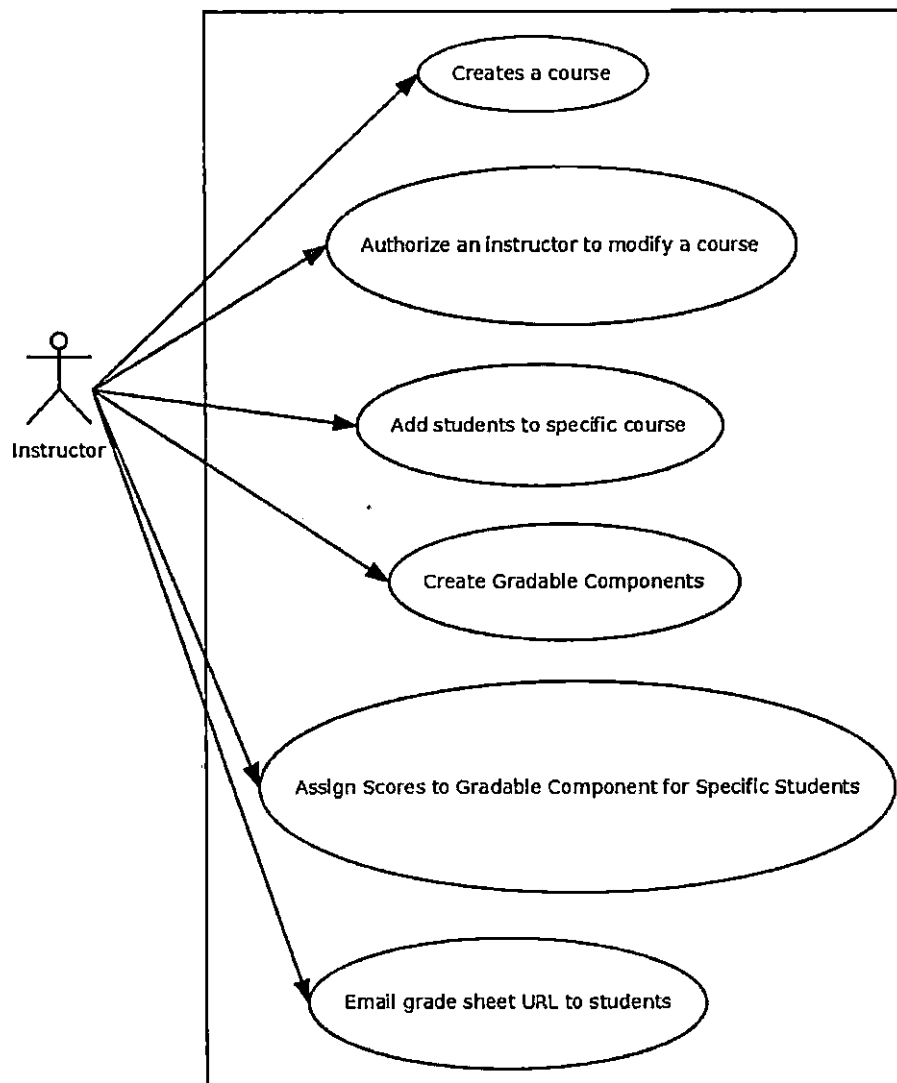 Creates a course
Authorize an instructor to modify a course
Instructor
Add students to specific course
Create Gradable Components
Assign Scores to Gradable Component for Specific Students
Email grade sheet URL to students